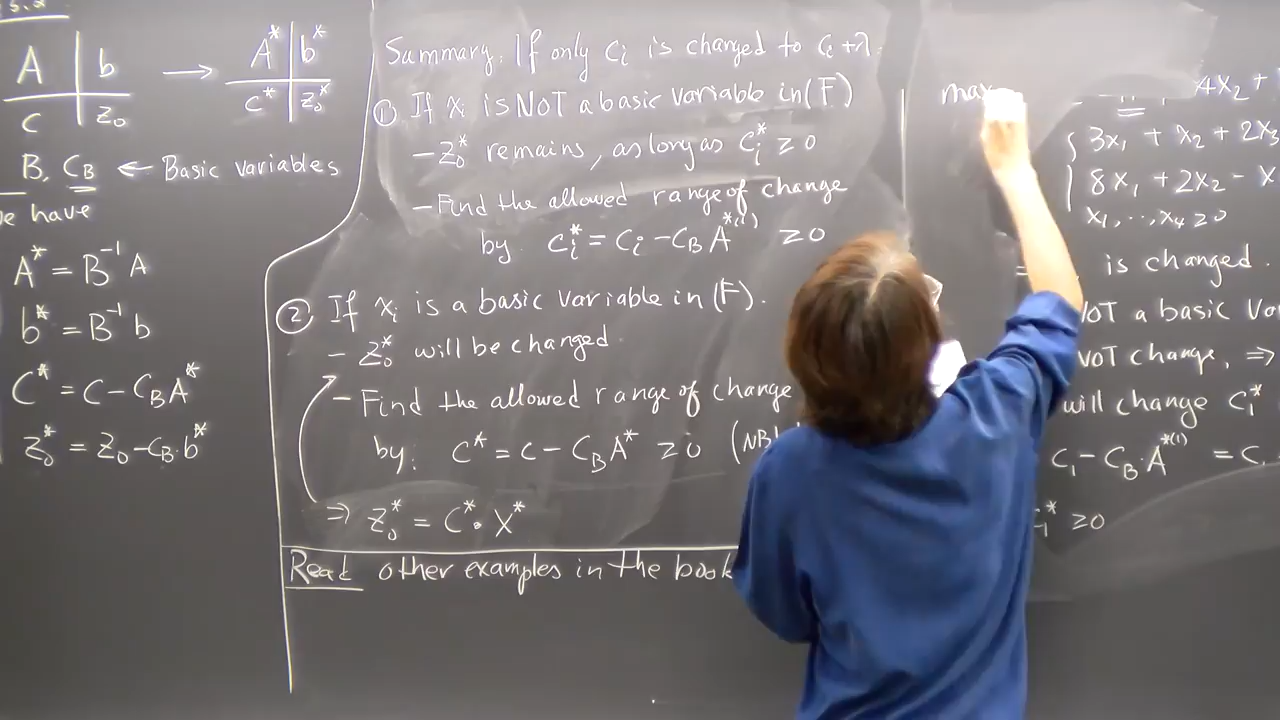 A | b → A* | b*
c | z₀ c* | z₀*
B, C_B ← Basic variables
we have
A* = B⁻¹ A
b* = B⁻¹ b
C* = C - C_B A*
Z₀* = Z₀ - C_B · b*
Summary: If only Cᵢ is changed to Cᵢ + λ.
① If xᵢ is NOT a basic variable in (F)
- Z₀* remains, as long as Cᵢ* ≥ 0
- Find the allowed range of change
by: Cᵢ* = Cᵢ - C_B A*⁽ⁱ⁾ ≥ 0
② If xᵢ is a basic variable in (F).
- Z₀* will be changed.
- Find the allowed range of change
by: C* = C - C_B A* ≥ 0 (NB
⇒ Z₀* = C* · X*
Read other examples in the book
max 4x₂ +
3x₁ + x₂ + 2x₃
8x₁ + 2x₂ - x
x₁, ..., x₄ ≥ 0
is changed.
NOT a basic Va
NOT change, ⇒
will change C₁*
C₁ - C_B · A*⁽¹⁾ = C
C₁* ≥ 0